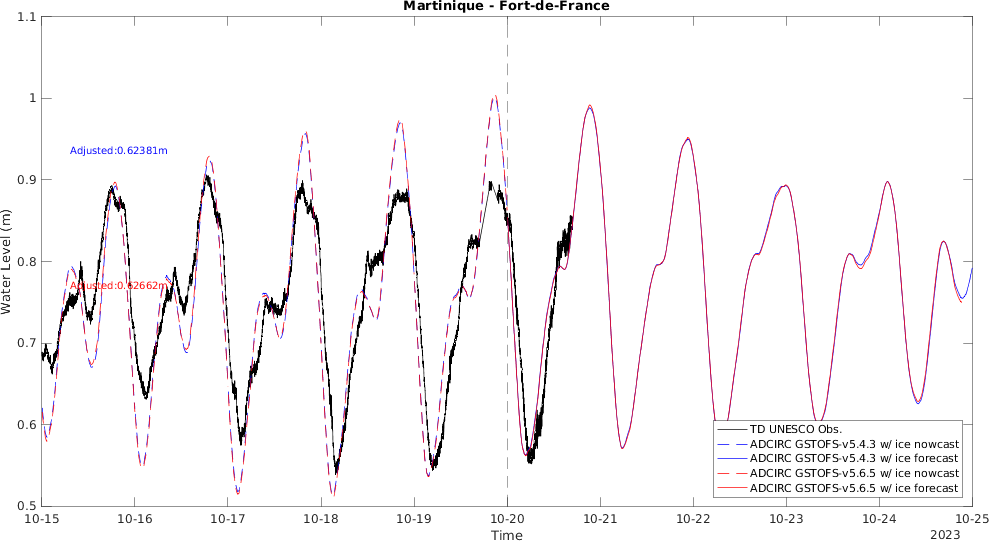 Martinique - Fort-de-France
1.1
1
0.9
0.8
0.7
0.6
0.5
Water Level (m)
Adjusted:0.62381m
Adjusted:0.62662m
TD UNESCO Obs.
ADCIRC GSTOFS-v5.4.3 w/ ice nowcast
ADCIRC GSTOFS-v5.4.3 w/ ice forecast
ADCIRC GSTOFS-v5.6.5 w/ ice nowcast
ADCIRC GSTOFS-v5.6.5 w/ ice forecast
10-15 10-16 10-17 10-18 10-19 10-20 10-21 10-22 10-23 10-24 10-25
Time
2023